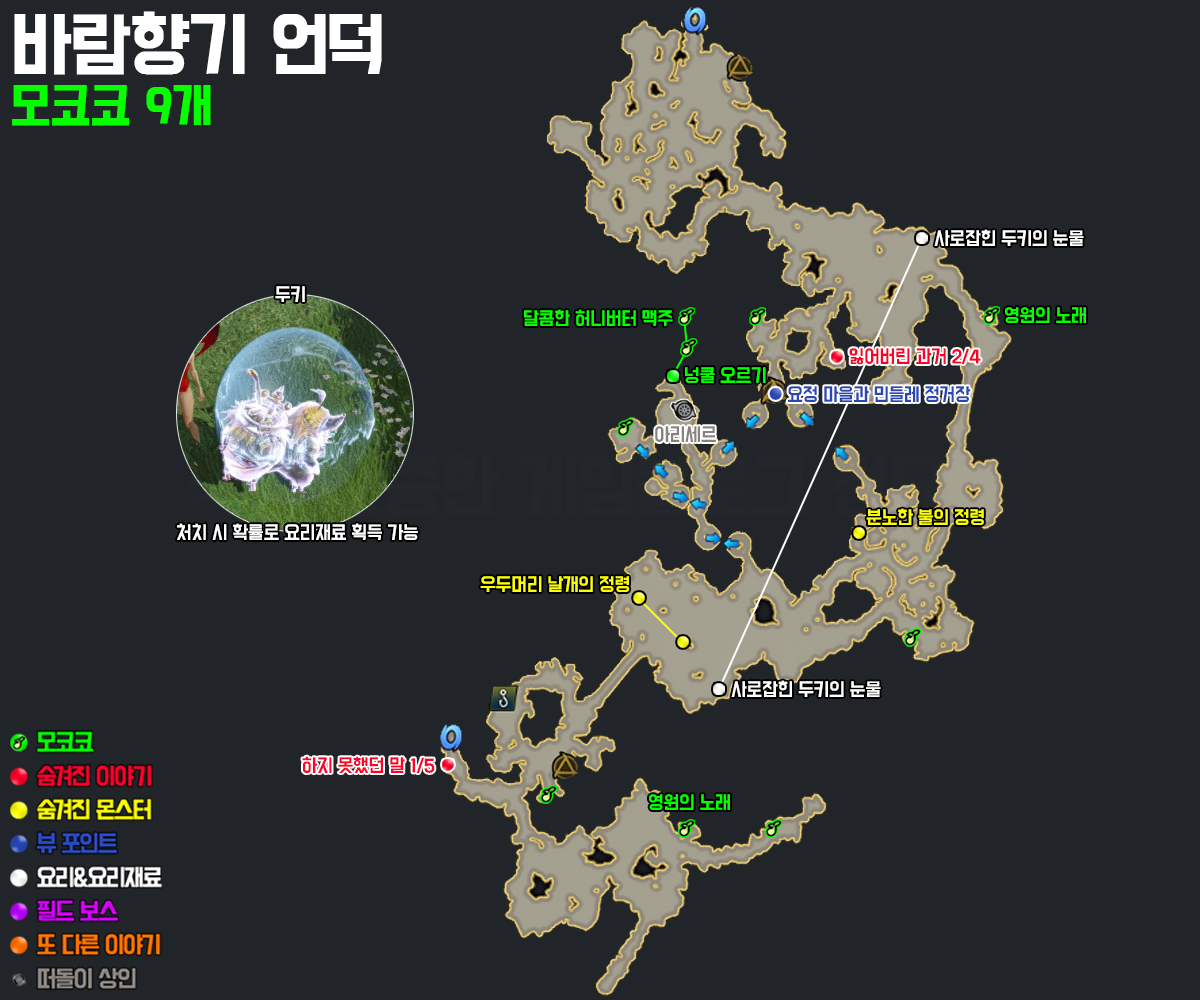 바람향기 언덕
모코코 9개
사로잡힌 두키의 눈물
두키
달콤한 허니버터 맥주
영원의 노래
잃어버린 과거 2/4
넝쿨 오르기
요정 마을과 민들레 정거장
아리세르
분노한 불의 정령
처치 시 확률로 요리재료 획득 가능
우두머리 날개의 정령
사로잡힌 두키의 눈물
하지 못했던 말 1/5
영원의 노래
모코코
숨겨진 이야기
숨겨진 몬스터
뷰 포인트
요리&요리재료
필드 보스
또 다른 이야기
떠돌이 상인